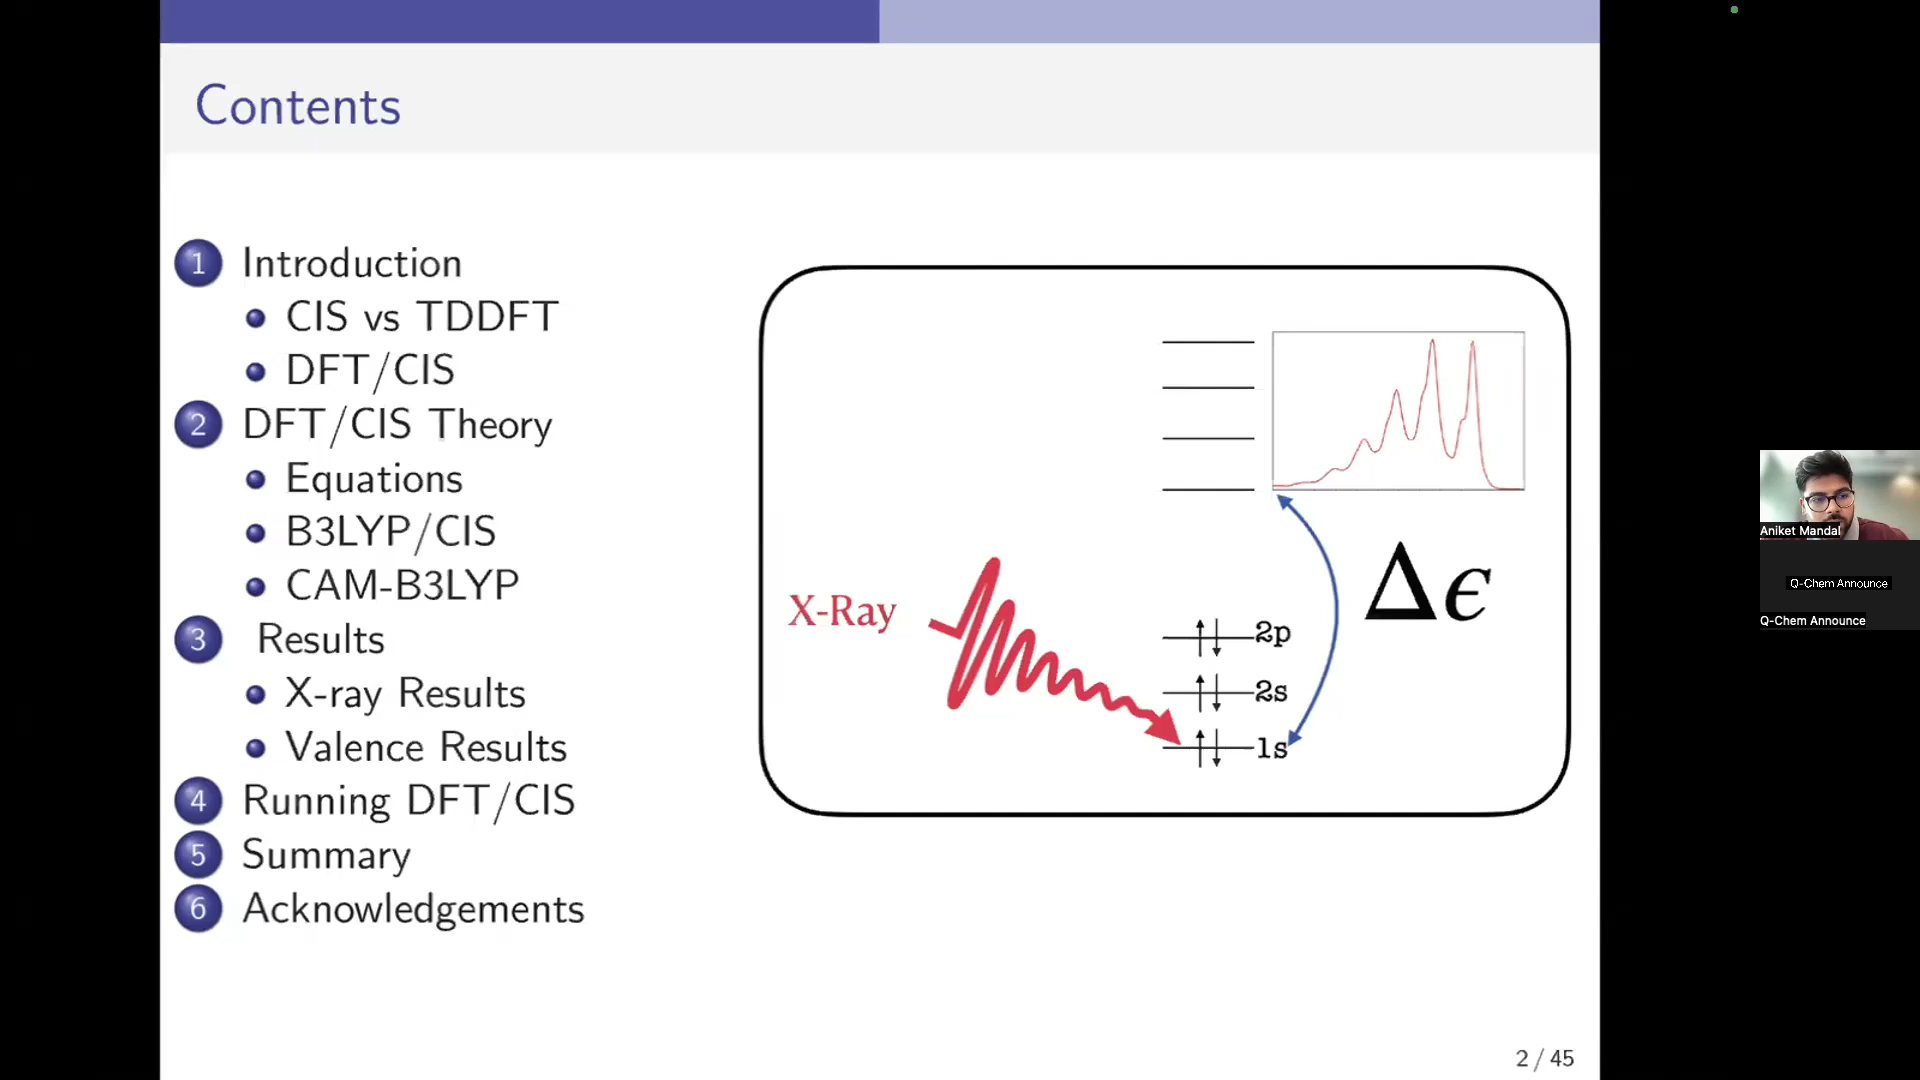 Contents
1 Introduction
CIS vs TDDFT
DFT/CIS
2 DFT/CIS Theory
Equations
B3LYP/CIS
CAM-B3LYP
3 Results
X-ray Results
Valence Results
4 Running DFT/CIS
5 Summary
6 Acknowledgements
X-Ray
Δϵ
2p
2s
1s
2 / 45
Aniket Mandal
Q-Chem Announce
Q-Chem Announce